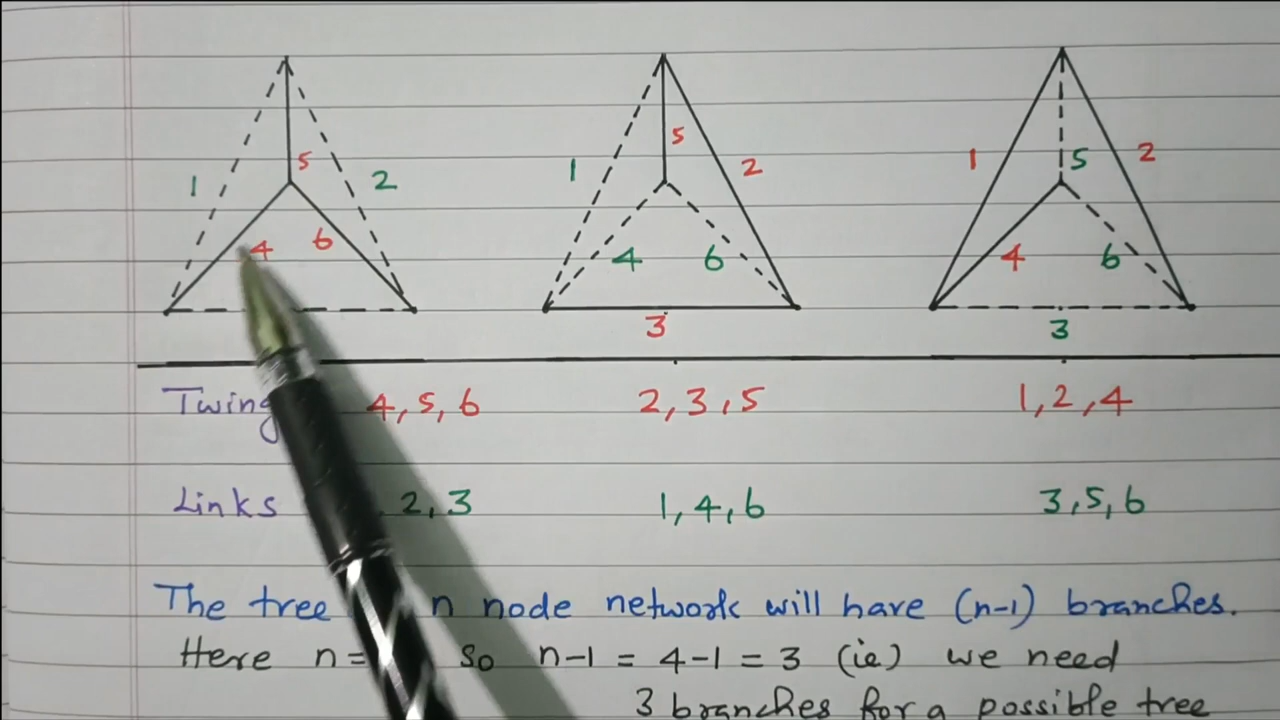 5 5 5
1 2 1 2 1 2
4 6 4 6 4 6
3 3
Twing 4, 5, 6 2, 3, 5 1, 2, 4
Links , 2, 3 1, 4, 6 3, 5, 6
The tree n node network will have (n-1) branches.
Here n= so n-1 = 4-1 = 3 (ie) we need
3 branches for a possible tree